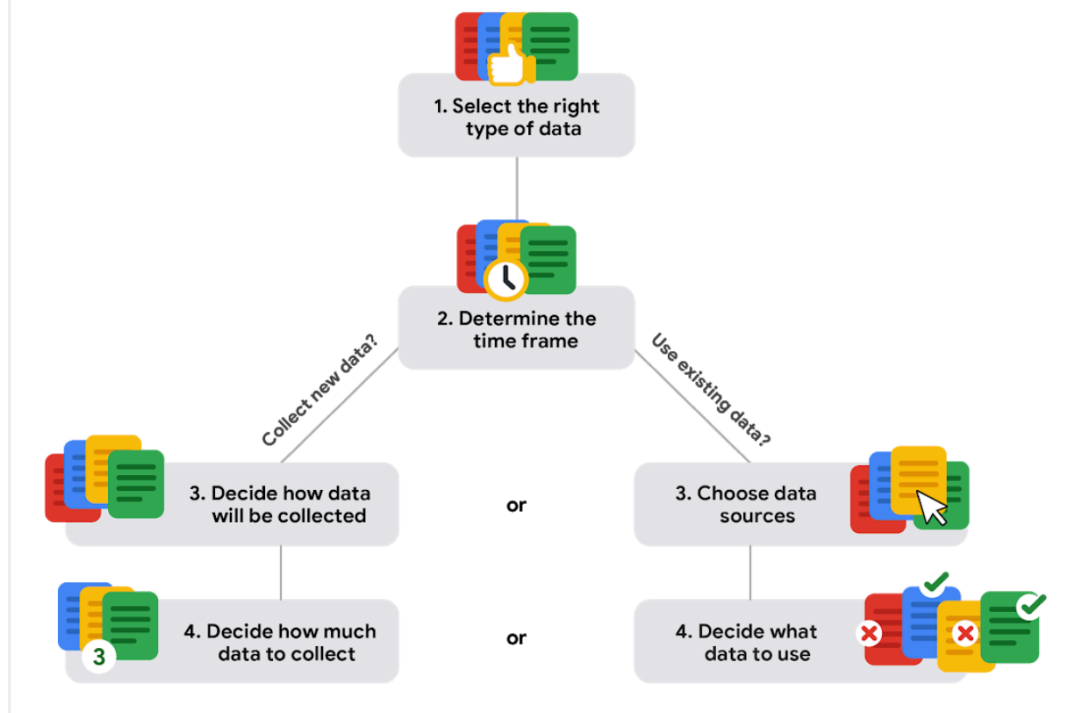 1. Select the right
type of data
2. Determine the
time frame
Collect new data?
Use existing data?
3. Decide how data
will be collected
or
3. Choose data
sources
4. Decide how much
data to collect
3
or
4. Decide what
data to use